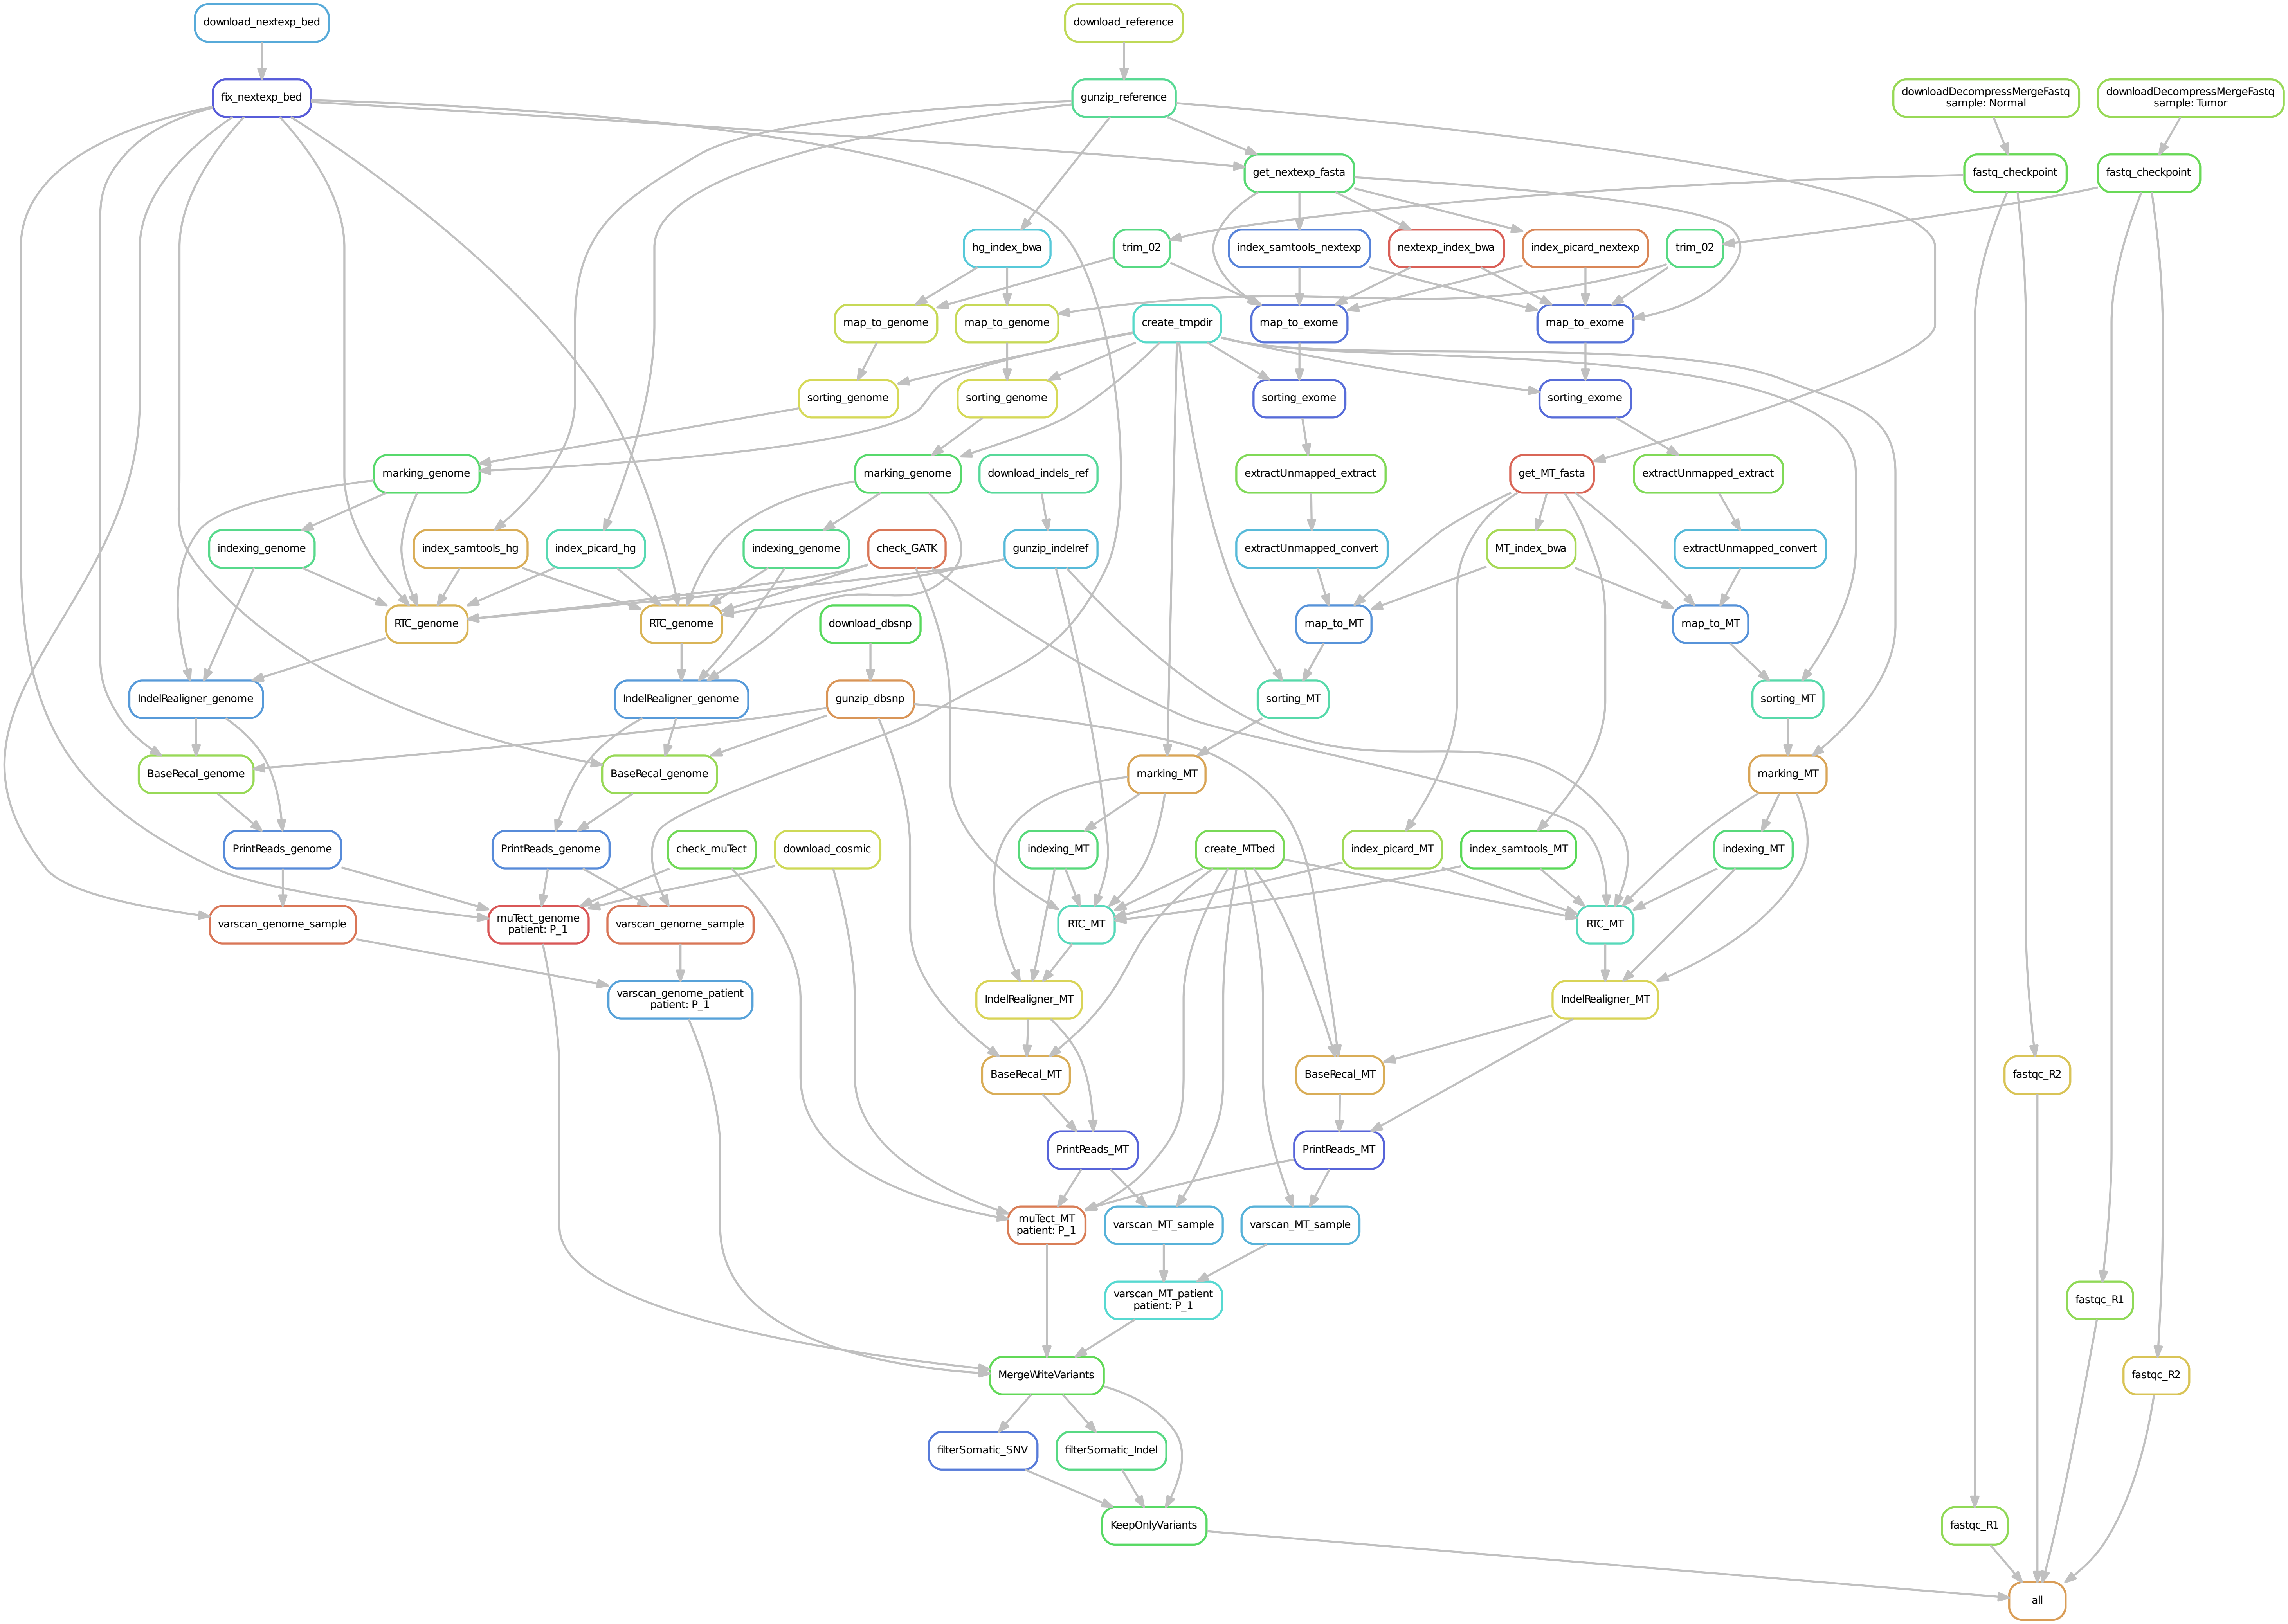 download_nextexp_bed
download_reference
fix_nextexp_bed
gunzip_reference
downloadDecompressMergeFastq
sample: Normal
downloadDecompressMergeFastq
sample: Tumor
get_nextexp_fasta
fastq_checkpoint
fastq_checkpoint
hg_index_bwa
trim_02
index_samtools_nextexp
nextexp_index_bwa
index_picard_nextexp
trim_02
map_to_genome
map_to_genome
create_tmpdir
map_to_exome
map_to_exome
sorting_genome
sorting_genome
sorting_exome
sorting_exome
marking_genome
marking_genome
download_indels_ref
extractUnmapped_extract
get_MT_fasta
extractUnmapped_extract
indexing_genome
index_samtools_hg
index_picard_hg
indexing_genome
check_GATK
gunzip_indelref
extractUnmapped_convert
MT_index_bwa
extractUnmapped_convert
RTC_genome
RTC_genome
download_dbsnp
map_to_MT
map_to_MT
IndelRealigner_genome
IndelRealigner_genome
gunzip_dbsnp
sorting_MT
sorting_MT
BaseRecal_genome
BaseRecal_genome
marking_MT
marking_MT
PrintReads_genome
PrintReads_genome
check_muTect
download_cosmic
indexing_MT
create_MTbed
index_picard_MT
index_samtools_MT
indexing_MT
varscan_genome_sample
muTect_genome
patient: P_1
varscan_genome_sample
RTC_MT
RTC_MT
varscan_genome_patient
patient: P_1
IndelRealigner_MT
IndelRealigner_MT
BaseRecal_MT
BaseRecal_MT
fastqc_R2
PrintReads_MT
PrintReads_MT
muTect_MT
patient: P_1
varscan_MT_sample
varscan_MT_sample
varscan_MT_patient
patient: P_1
fastqc_R1
MergeWriteVariants
fastqc_R2
filterSomatic_SNV
filterSomatic_Indel
KeepOnlyVariants
fastqc_R1
all